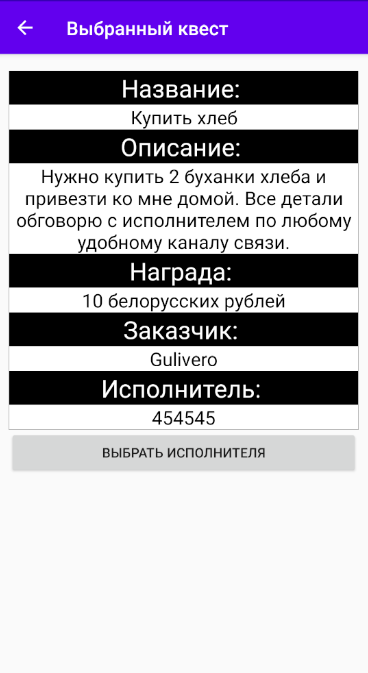 Выбранный квест
Название:
Купить хлеб
Описание:
Нужно купить 2 буханки хлеба и
привезти ко мне домой. Все детали
обговорю с исполнителем по любому
удобному каналу связи.
Награда:
10 белорусских рублей
Заказчик:
Gulivero
Исполнитель:
454545
ВЫБРАТЬ ИСПОЛНИТЕЛЯ